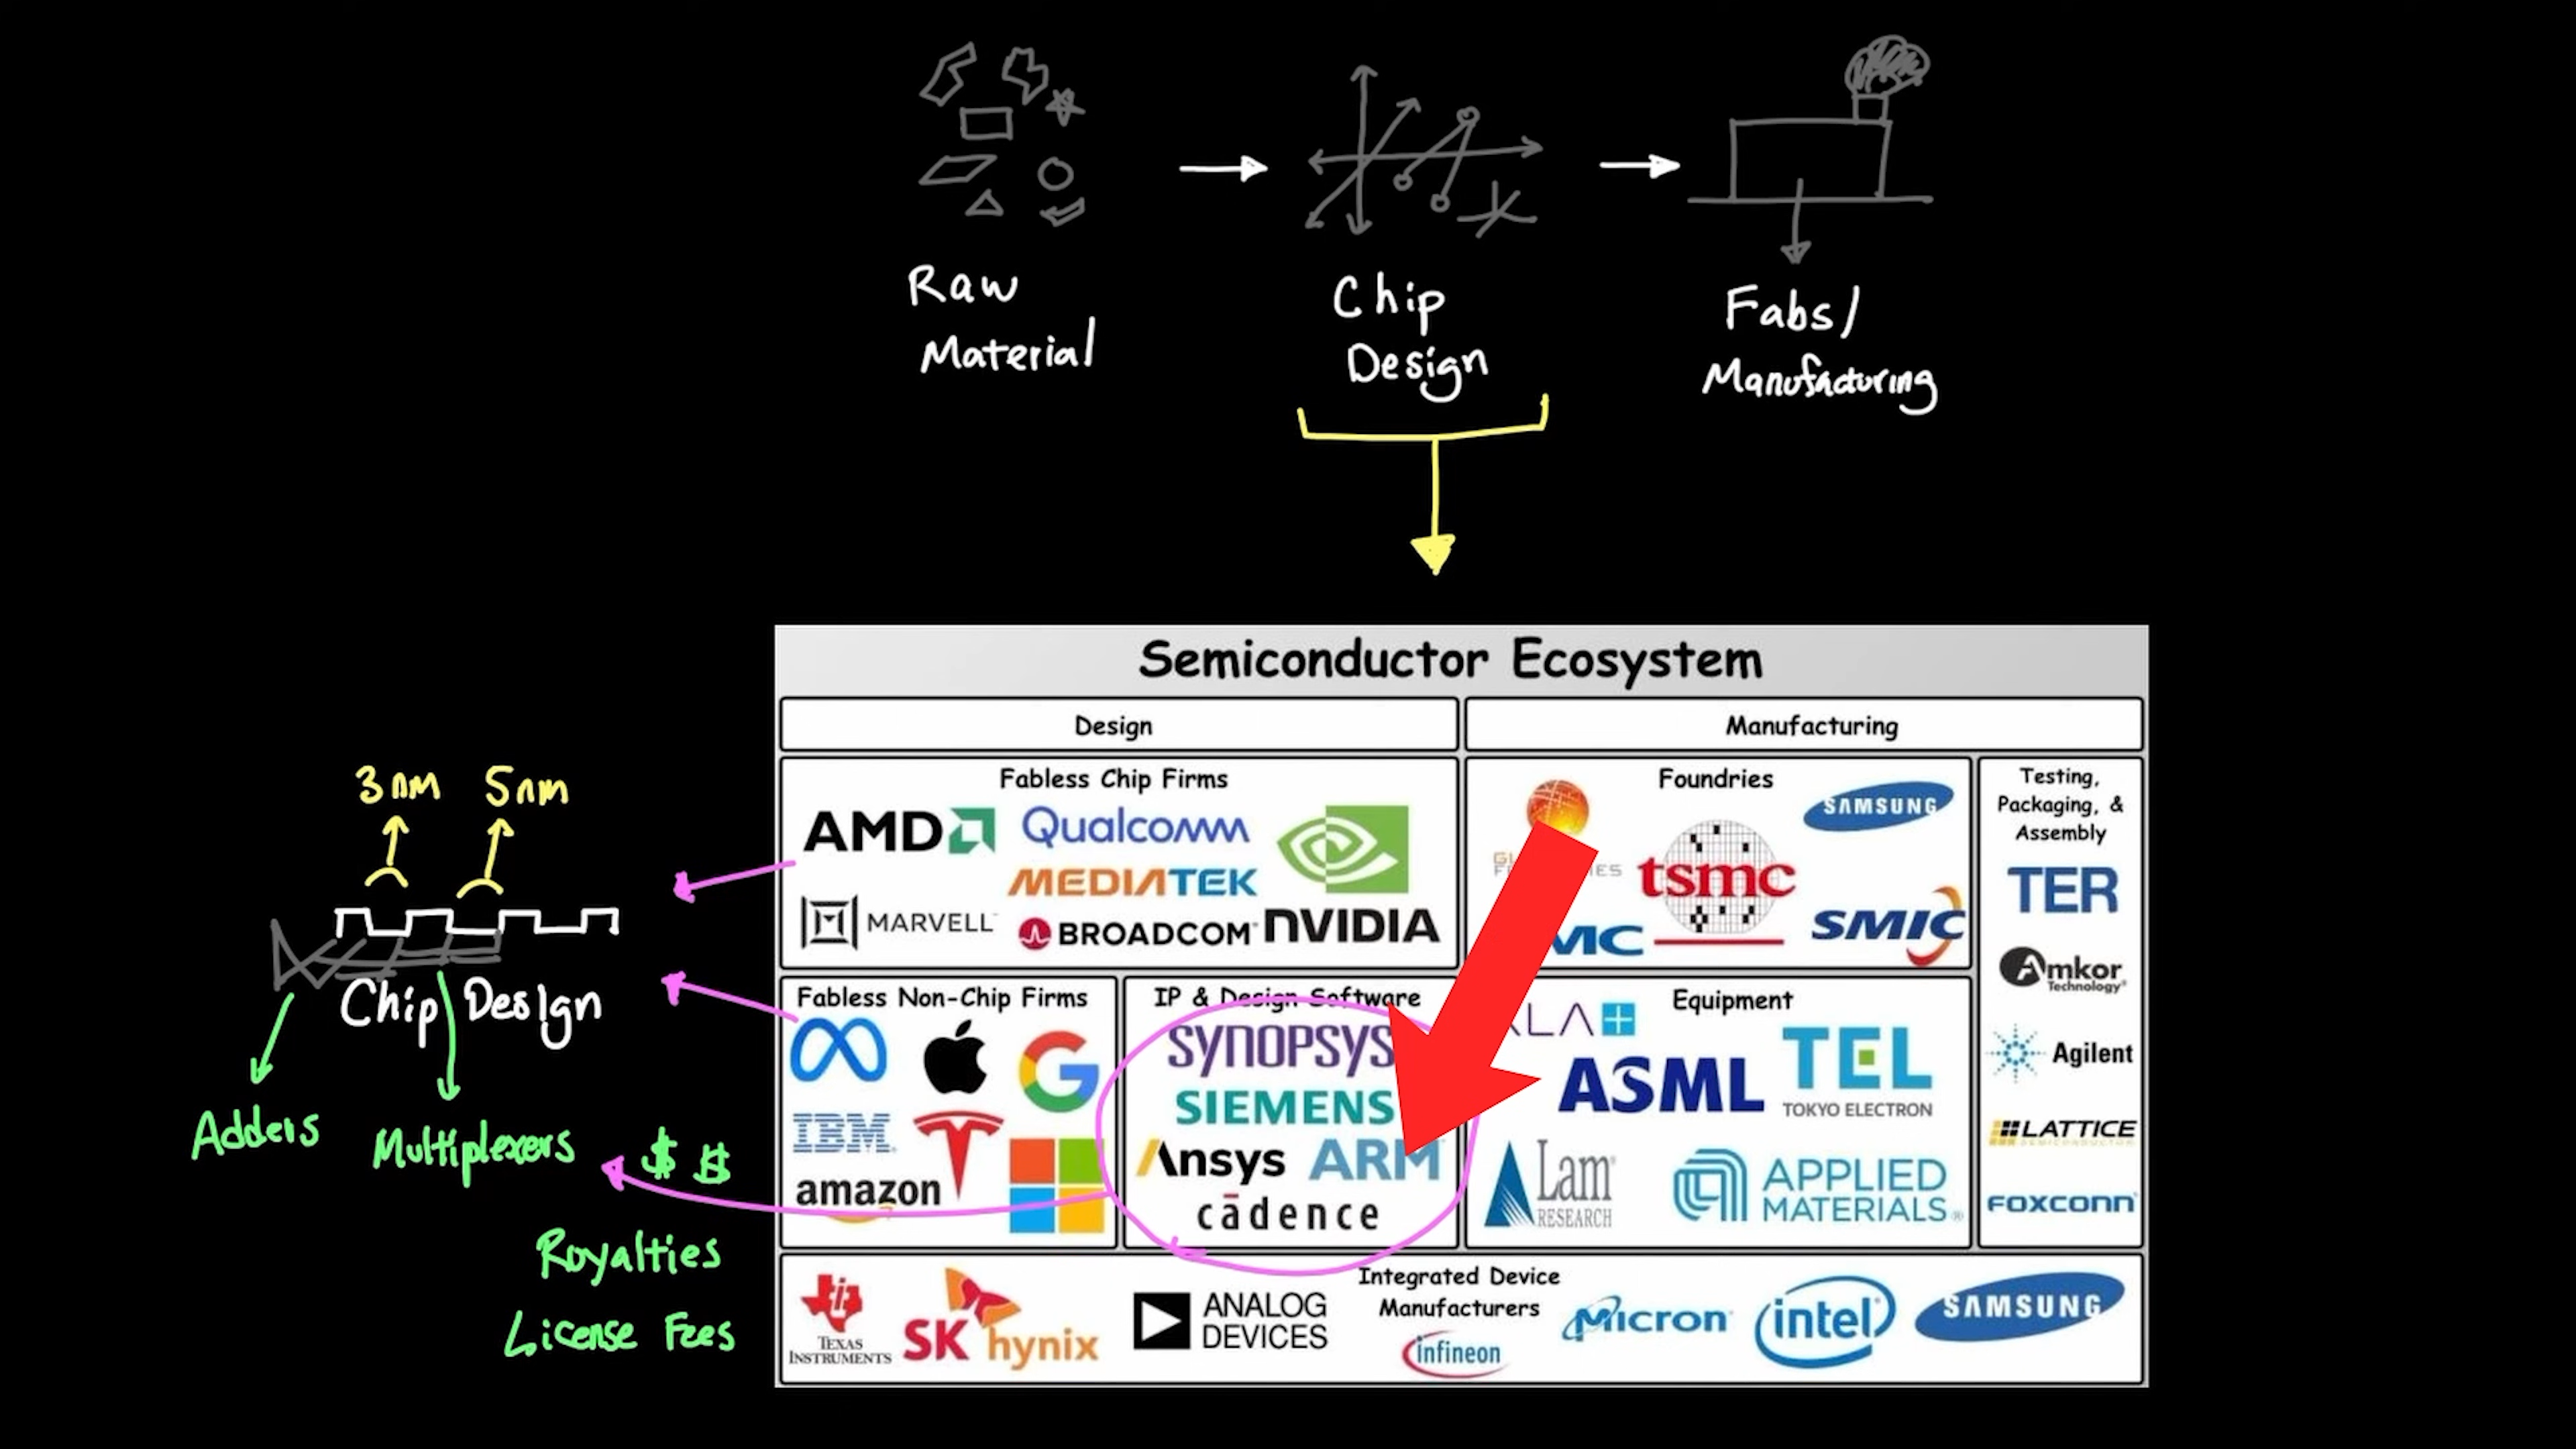 Raw
Material
Chip
Design
Fabs/
Manufacturing
3nm 5nm
Chip Design
Adders
Multiplexers
$ $
Royalties
License Fees
Semiconductor Ecosystem
Design
Manufacturing
Fabless Chip Firms
AMD
Qualcomm
MEDIATEK
MARVELL
BROADCOM
NVIDIA
Foundries
SAMSUNG
tsmc
MC
SMIC
Testing,
Packaging, &
Assembly
TER
Amkor
Technology
Agilent
LATTICE
SEMICONDUCTOR
FOXCONN
Fabless Non-Chip Firms
G
IBM
amazon
IP & Design Software
SYNOPSYS
SIEMENS
Ansys ARM
cādence
Equipment
LA
ASML
TEL
TOKYO ELECTRON
Lam
RESEARCH
APPLIED
MATERIALS
Integrated Device
Manufacturers
TEXAS
INSTRUMENTS
SK hynix
ANALOG
DEVICES
infineon
Micron
intel
SAMSUNG